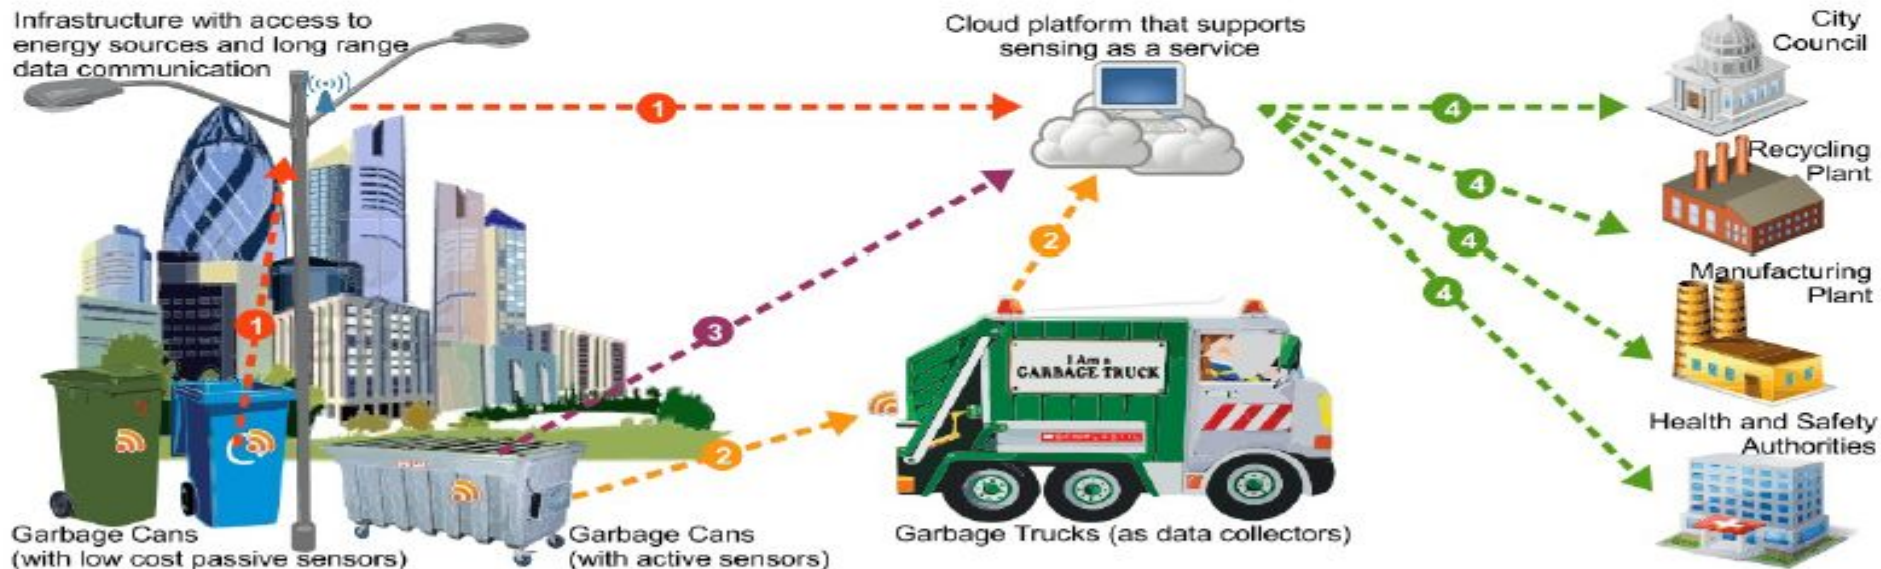 Infrastructure with access to
energy sources and long range
data communication
Cloud platform that supports
sensing as a service
City
Council
1
4
Recycling
Plant
4
2
4
Manufacturing
Plant
4
1
3
I Am a
GARBAGE TRUCK
2
Health and Safety
Authorities
Garbage Cans
(with low cost passive sensors)
Garbage Cans
(with active sensors)
Garbage Trucks (as data collectors)